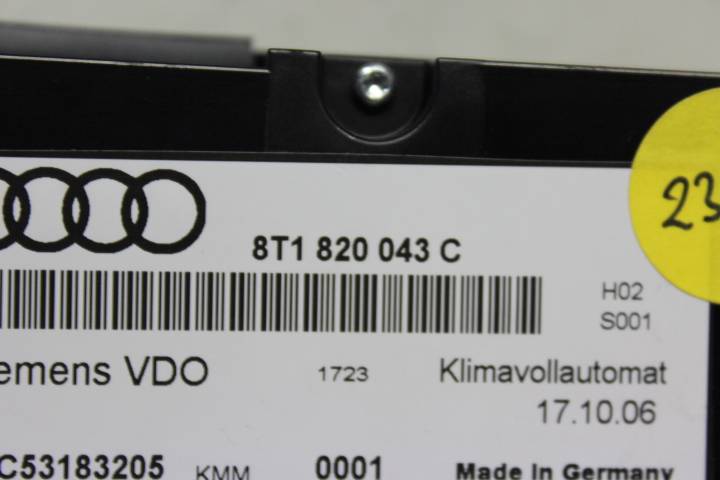 23
8T1 820 043 C
H02
S001
emens VDO 1723 Klimavollautomat
17.10.06
C53183205 KMM 0001 Made In Germany